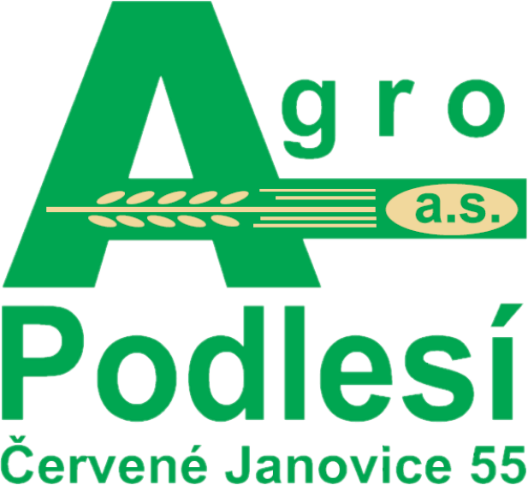 Agro
a.s.
Podlesí
Červené Janovice 55